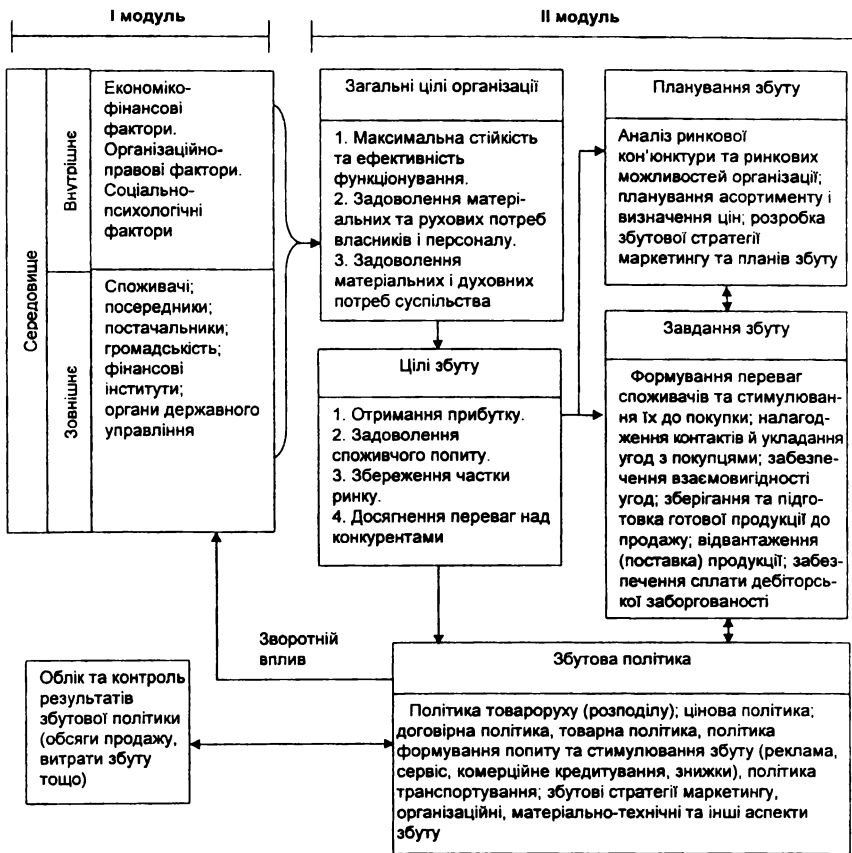 І модуль
ІІ модуль
Середовище
Внутрішнє
Економіко-
фінансові
фактори.
Організаційно-
правові фактори.
Соціально-
психологічні
фактори
Зовнішнє
Споживачі;
посередники;
постачальники;
громадськість;
фінансові
інститути;
органи державного
управління
Загальні цілі організації
1. Максимальна стійкість
та ефективність
функціонування.
2. Задоволення матері-
альних та рухових потреб
власників і персоналу.
3. Задоволення
матеріальних і духовних
потреб суспільства
Цілі збуту
1. Отримання прибутку.
2. Задоволення
споживчого попиту.
3. Збереження частки
ринку.
4. Досягнення переваг над
конкурентами
Планування збуту
Аналіз ринкової
кон'юнктури та ринкових
можливостей організації;
планування асортименту і
визначення цін; розробка
збутової стратегії
маркетингу та планів збуту
Завдання збуту
Формування переваг
споживачів та стимулюван-
ня їх до покупки; налагод-
ження контактів й укладання
угод з покупцями; забезпе-
чення взаємовигідності
угод; зберігання та підго-
товка готової продукції до
продажу; відвантаження
(поставка) продукції; забез-
печення сплати дебіторсь-
кої заборгованості
Зворотній
вплив
Облік та контроль
результатів
збутової політики
(обсяги продажу,
витрати збуту
тощо)
Збутова політика
Політика товароруху (розподілу); цінова політика;
договірна політика, товарна політика, політика
формування попиту та стимулювання збуту (реклама,
сервіс, комерційне кредитування, знижки), політика
транспортування; збутові стратегії маркетингу,
організаційні, матеріально-технічні та інші аспекти
збуту